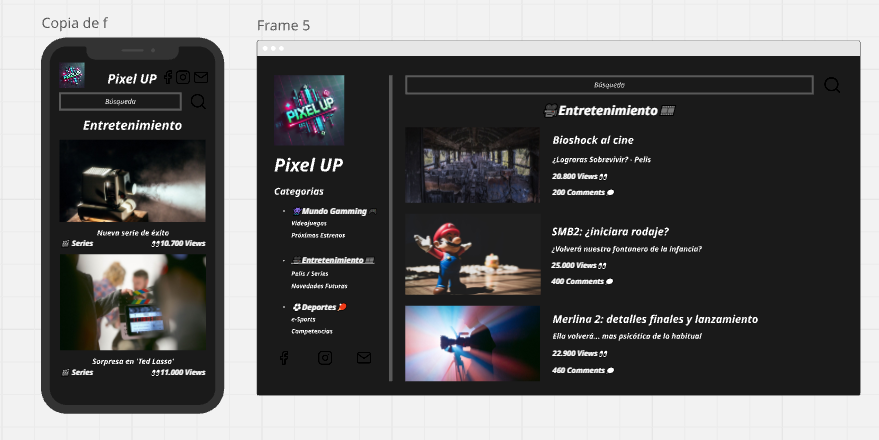 Copia de f
Pixel UP
Búsqueda
Entretenimiento
Nueva serie de éxito
Series 10.700 Views
Sorpresa en 'Ted Lasso'
Series 11.000 Views
Frame 5
PIXEL UP
Pixel UP
Categorias
Mundo Gamming
Videojuegos
Próximos Estrenos
Entretenimiento
Pelis / Series
Novedades Futuras
Deportes
e-Sports
Competencias
Búsqueda
Entretenimiento
Bioshock al cine
¿Lograras Sobrevivir? - Pelis
20.800 Views
200 Comments
SMB2: ¿iniciara rodaje?
¿Volverá nuestro fontanero de la infancia?
25.000 Views
400 Comments
Merlina 2: detalles finales y lanzamiento
Ella volverá... mas psicótica de lo habitual
22.900 Views
460 Comments